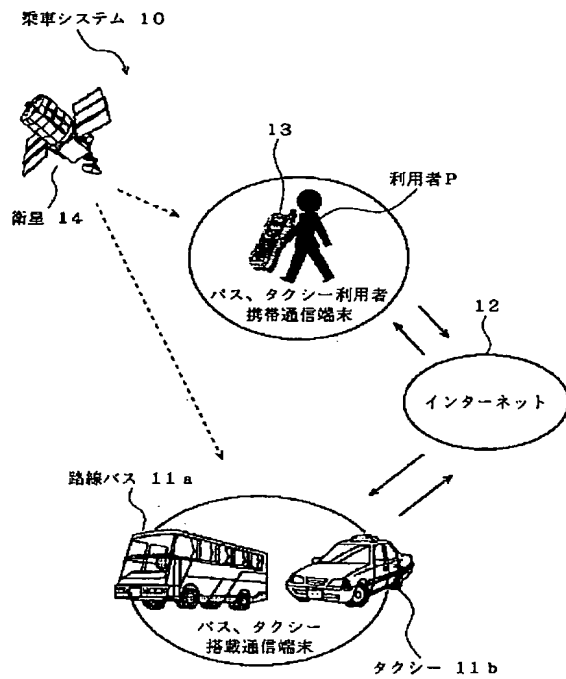 乗車システム 10
13
利用者P
衛星 14
バス、タクシー利用者
携帯通信端末
12
インターネット
路線バス 11a
バス、タクシー
搭載通信端末
タクシー 11b